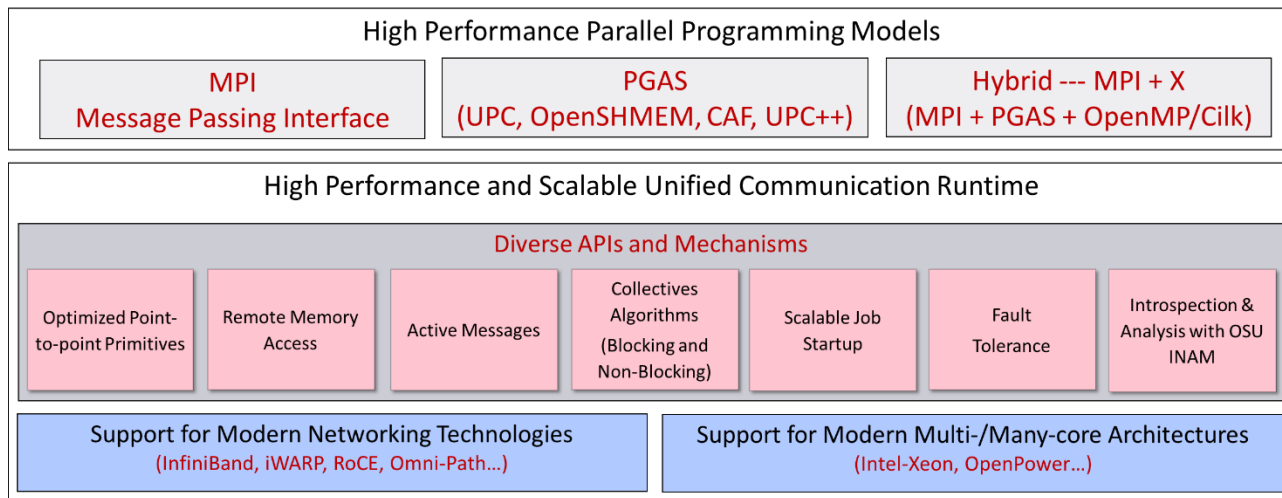 High Performance Parallel Programming Models
MPI
Message Passing Interface
PGAS
(UPC, OpenSHMEM, CAF, UPC++)
Hybrid --- MPI + X
(MPI + PGAS + OpenMP/Cilk)
High Performance and Scalable Unified Communication Runtime
Diverse APIs and Mechanisms
Optimized Point-
to-point Primitives
Remote Memory
Access
Active Messages
Collectives
Algorithms
(Blocking and
Non-Blocking)
Scalable Job
Startup
Fault
Tolerance
Introspection &
Analysis with OSU
INAM
Support for Modern Networking Technologies
(InfiniBand, iWARP, RoCE, Omni-Path...)
Support for Modern Multi-/Many-core Architectures
(Intel-Xeon, OpenPower...)